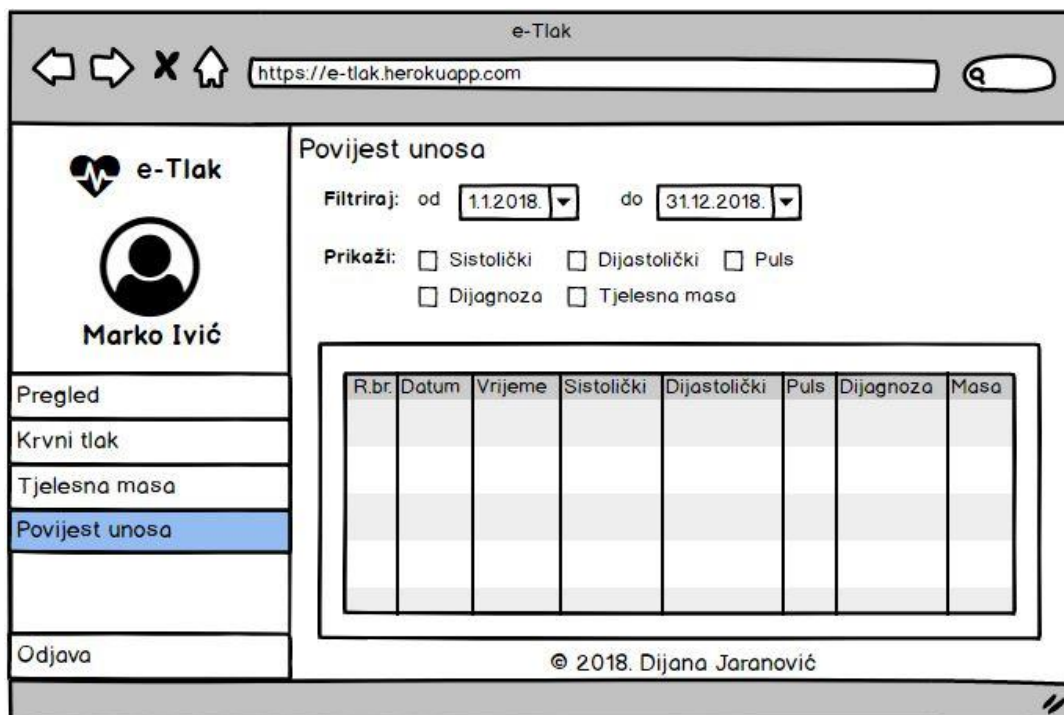 e-Tlak
https://e-tlak.herokuapp.com
e-Tlak
Marko Ivić
Pregled
Krvni tlak
Tjelesna masa
Povijest unosa
Odjava
Povijest unosa
Filtriraj: od 1.1.2018. do 31.12.2018.
Prikaži: Sistolički Dijastolički Puls
Dijagnoza Tjelesna masa
R.br. Datum Vrijeme Sistolički Dijastolički Puls Dijagnoza Masa
© 2018. Dijana Jaranović